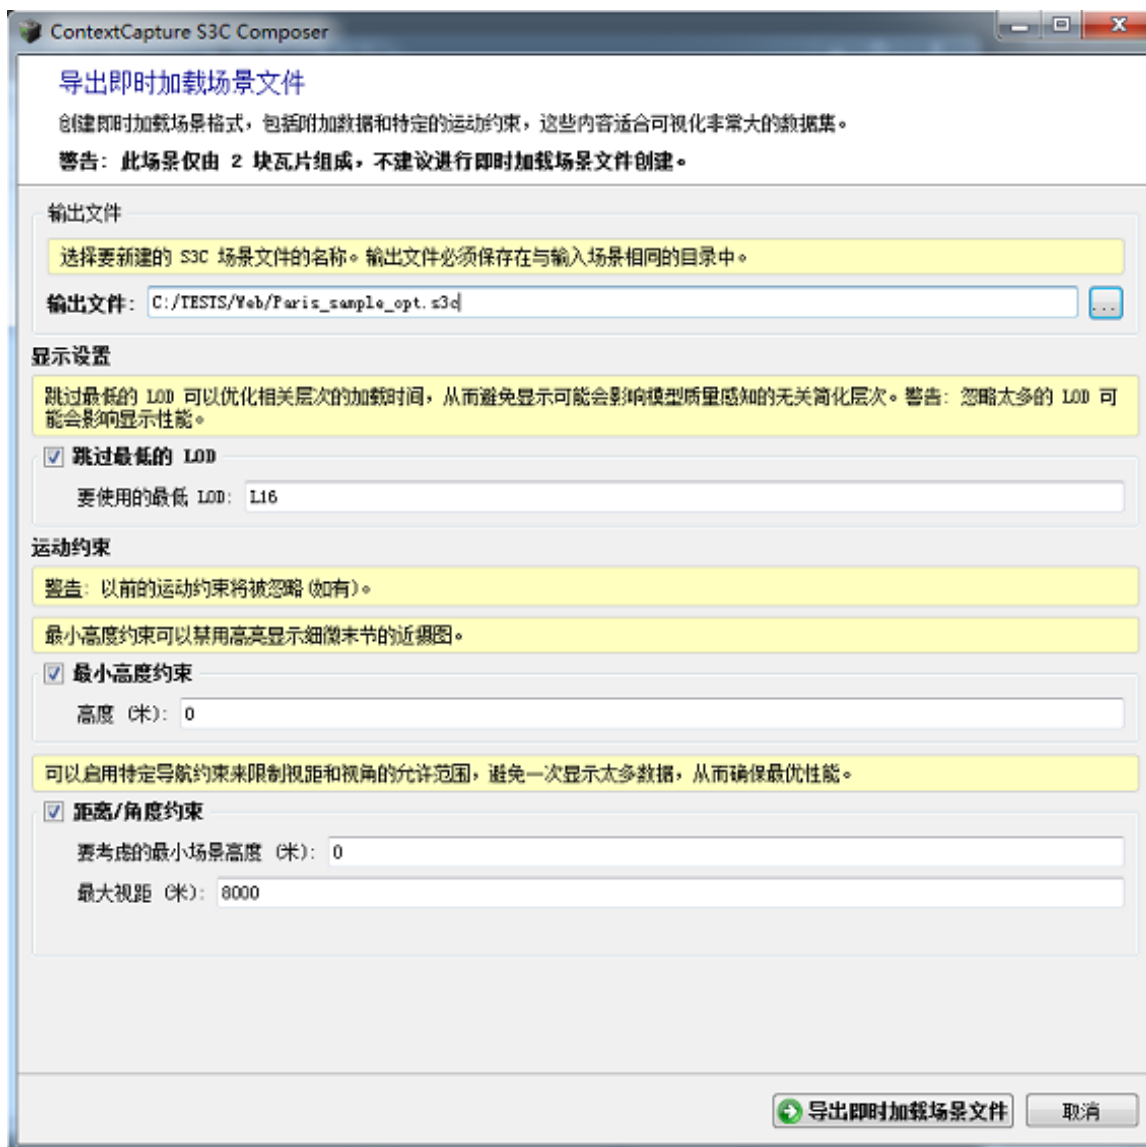 ContextCapture S3C Composer
导出即时加载场景文件
创建即时加载场景格式，包括附加数据和特定的运动约束，这些内容适合可视化非常大的数据集。
警告: 此场景仅由 2 块瓦片组成，不建议进行即时加载场景文件创建。
输出文件
选择要新建的 S3C 场景文件的名称。输出文件必须保存在与输入场景相同的目录中。
输出文件: C:/TESTS/Web/Paris_sample_opt.s3c ...
显示设置
跳过最低的 LOD 可以优化相关层次的加载时间，从而避免显示可能会影响模型质量感知的无关简化层次。警告: 忽略太多的 LOD 可
能会影响显示性能。
跳过最低的 LOD
要使用的最低 LOD: L16
运动约束
警告: 以前的运动约束将被忽略(如有)。
最小高度约束可以禁用高亮显示细微末节的近摄图。
最小高度约束
高度 (米): 0
可以启用特定导航约束来限制视距和视角的允许范围，避免一次显示太多数据，从而确保最优性能。
距离/角度约束
要考虑的最小场景高度 (米): 0
最大视距 (米): 8000
导出即时加载场景文件 取消